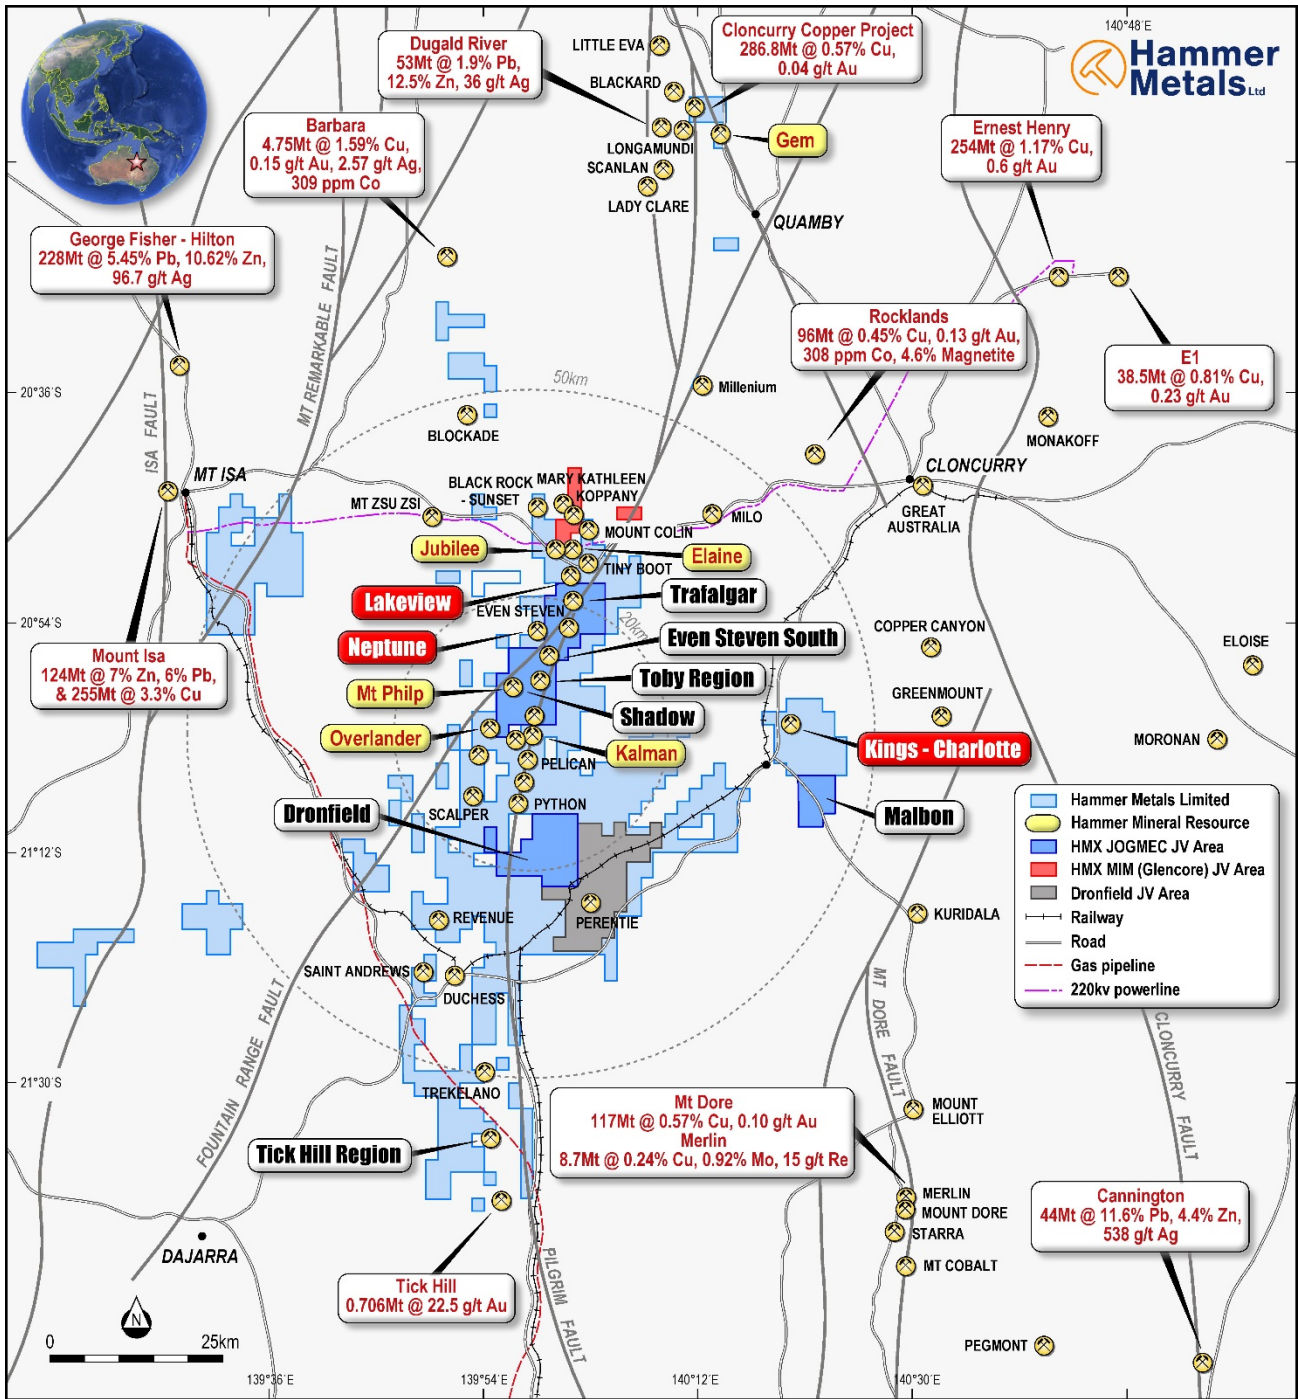 140°48´E
Hammer
Metals Ltd
Dugald River
53Mt @ 1.9% Pb,
12.5% Zn, 36 g/t Ag
LITTLE EVA
BLACKARD
Cloncurry Copper Project
286.8Mt @ 0.57% Cu,
0.04 g/t Au
Barbara
4.75Mt @ 1.59% Cu,
0.15 g/t Au, 2.57 g/t Ag,
309 ppm Co
LONGAMUNDI
SCANLAN
LADY CLARE
Gem
Ernest Henry
254Mt @ 1.17% Cu,
0.6 g/t Au
QUAMBY
George Fisher - Hilton
228Mt @ 5.45% Pb, 10.62% Zn,
96.7 g/t Ag
MT REMARKABLE FAULT
Rocklands
96Mt @ 0.45% Cu, 0.13 g/t Au,
308 ppm Co, 4.6% Magnetite
E1
38.5Mt @ 0.81% Cu,
0.23 g/t Au
20°36´S
50km
Millenium
ISA FAULT
BLOCKADE
MONAKOFF
MT ISA
CLONCURRY
BLACK ROCK
- SUNSET
MARY KATHLEEN
KOPPANY
MT ZSU ZSI
MOUNT COLIN
MILO
GREAT
AUSTRALIA
Jubilee
Elaine
TINY BOOT
Lakeview
Trafalgar
EVEN STEVEN
20km
20°54´S
Neptune
Even Steven South
COPPER CANYON
ELOISE
Mount Isa
124Mt @ 7% Zn, 6% Pb,
& 255Mt @ 3.3% Cu
Mt Philp
Toby Region
GREENMOUNT
Shadow
Overlander
Kalman
Kings - Charlotte
MORONAN
PELICAN
SCALPER
PYTHON
Dronfield
Malbon
21°12´S
Hammer Metals Limited
Hammer Mineral Resource
HMX JOGMEC JV Area
HMX MIM (Glencore) JV Area
Dronfield JV Area
Railway
Road
Gas pipeline
220kv powerline
REVENUE
PERENTIE
KURIDALA
SAINT ANDREWS
DUCHESS
MT DORE FAULT
FOUNTAIN RANGE FAULT
CLONCURRY FAULT
21°30´S
TREKELANO
Mt Dore
117Mt @ 0.57% Cu, 0.10 g/t Au
Merlin
8.7Mt @ 0.24% Cu, 0.92% Mo, 15 g/t Re
MOUNT
ELLIOTT
Tick Hill Region
MERLIN
MOUNT DORE
STARRA
MT COBALT
Cannington
44Mt @ 11.6% Pb, 4.4% Zn,
538 g/t Ag
DAJARRA
PILGRIM FAULT
Tick Hill
0.706Mt @ 22.5 g/t Au
N
0 25km
PEGMONT
139°36´E
139°54´E
140°12´E
140°30´E